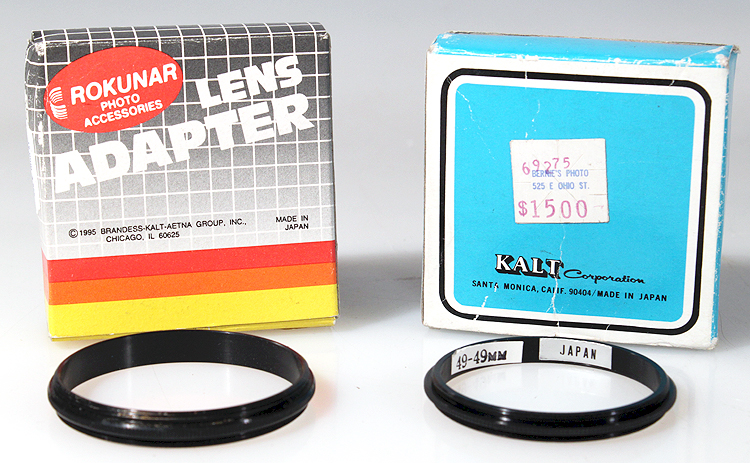 ROKUNAR
PHOTO
ACCESSORIES
LENS
ADAPTER
© 1995 BRANDESS-KALT-AETNA GROUP, INC.,
CHICAGO, IL 60625
MADE IN
JAPAN
69275
BERNIE'S PHOTO
525 E OHIO ST.
$1500
KALT Corporation
SANTA MONICA, CALIF. 90404/MADE IN JAPAN
49-49MM
JAPAN